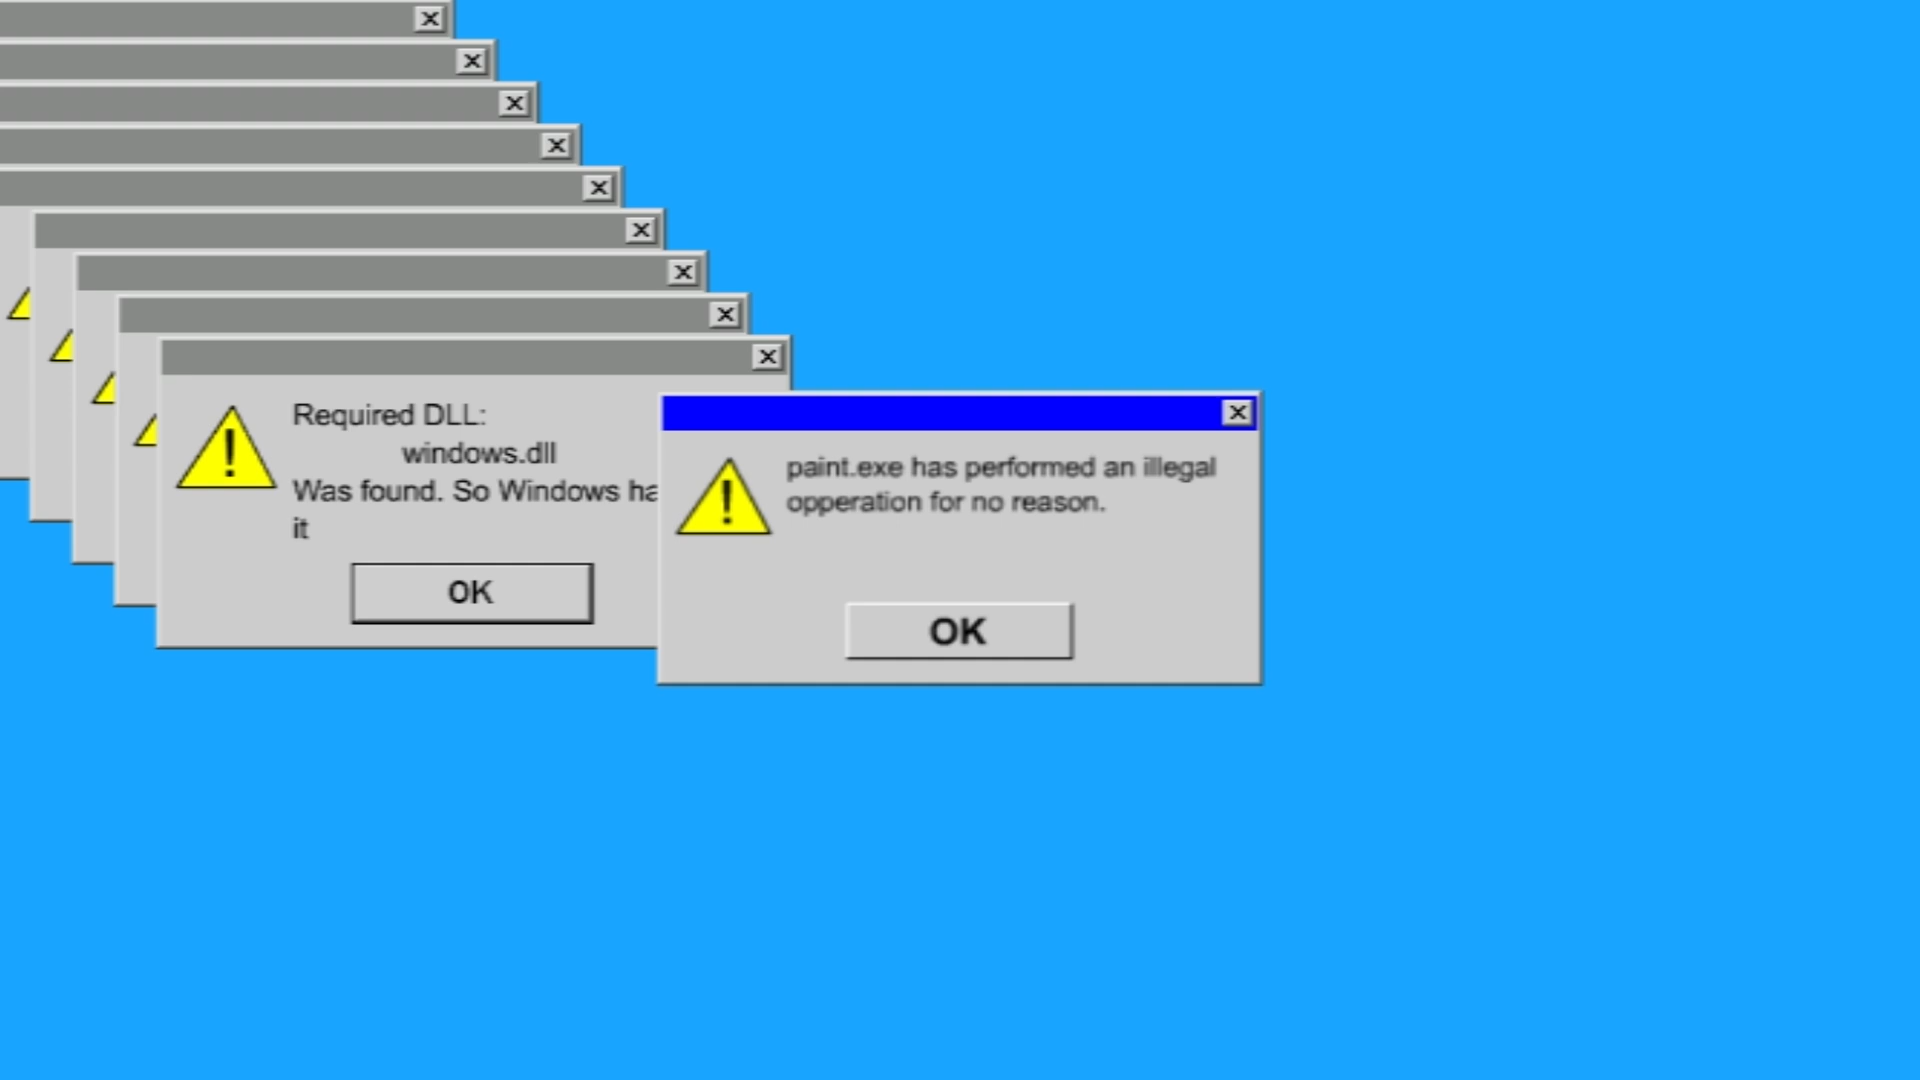 Required DLL:
windows.dll
Was found. So Windows ha
it
OK
paint.exe has performed an illegal
opperation for no reason.
OK